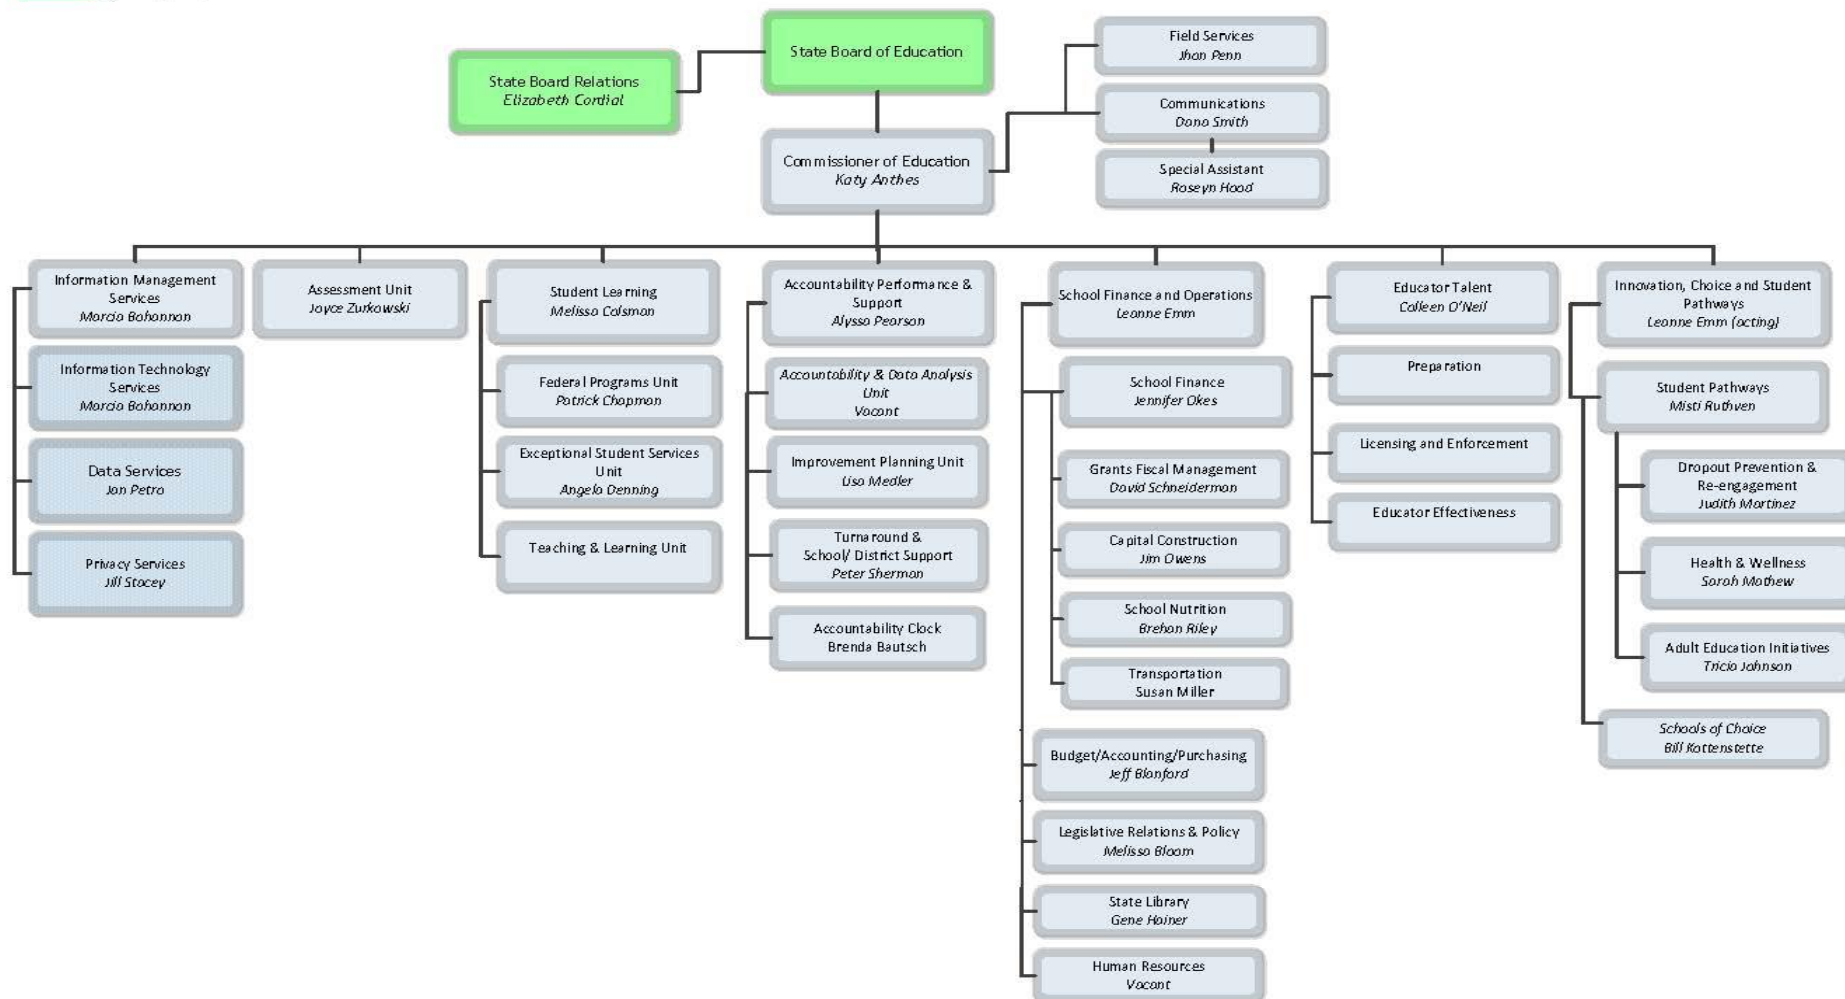 State Board of Education
State Board Relations
Elizabeth Cordial
Field Services
Jhon Penn
Communications
Dana Smith
Special Assistant
Roseyn Hood
Commissioner of Education
Katy Anthes
Information Management
Services
Marcia Bohannon
Information Technology
Services
Marcia Bohannon
Data Services
Jan Petro
Privacy Services
Jill Stacey
Assessment Unit
Joyce Zurkowski
Student Learning
Melissa Colsman
Federal Programs Unit
Patrick Chapman
Exceptional Student Services
Unit
Angela Denning
Teaching & Learning Unit
Accountability Performance &
Support
Alyssa Pearson
Accountability & Data Analysis
Unit
Vacant
Improvement Planning Unit
Lisa Medler
Turnaround &
School/ District Support
Peter Sherman
Accountability Clock
Brenda Bautsch
School Finance and Operations
Leanne Emm
School Finance
Jennifer Okes
Grants Fiscal Management
David Schneiderman
Capital Construction
Jim Owens
School Nutrition
Brehan Riley
Transportation
Susan Miller
Budget/Accounting/Purchasing
Jeff Blanford
Legislative Relations & Policy
Melissa Bloom
State Library
Gene Hainer
Human Resources
Vacant
Educator Talent
Colleen O'Neil
Preparation
Licensing and Enforcement
Educator Effectiveness
Innovation, Choice and Student
Pathways
Leanne Emm (acting)
Student Pathways
Misti Ruthven
Dropout Prevention &
Re-engagement
Judith Martinez
Health & Wellness
Sarah Mathew
Adult Education Initiatives
Tricia Johnson
Schools of Choice
Bill Kottenstette